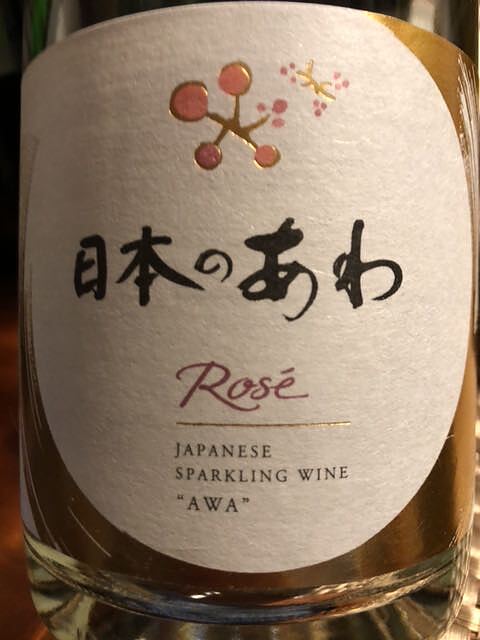 日本のあわ
Rosé
JAPANESE
SPARKLING WINE
“AWA”